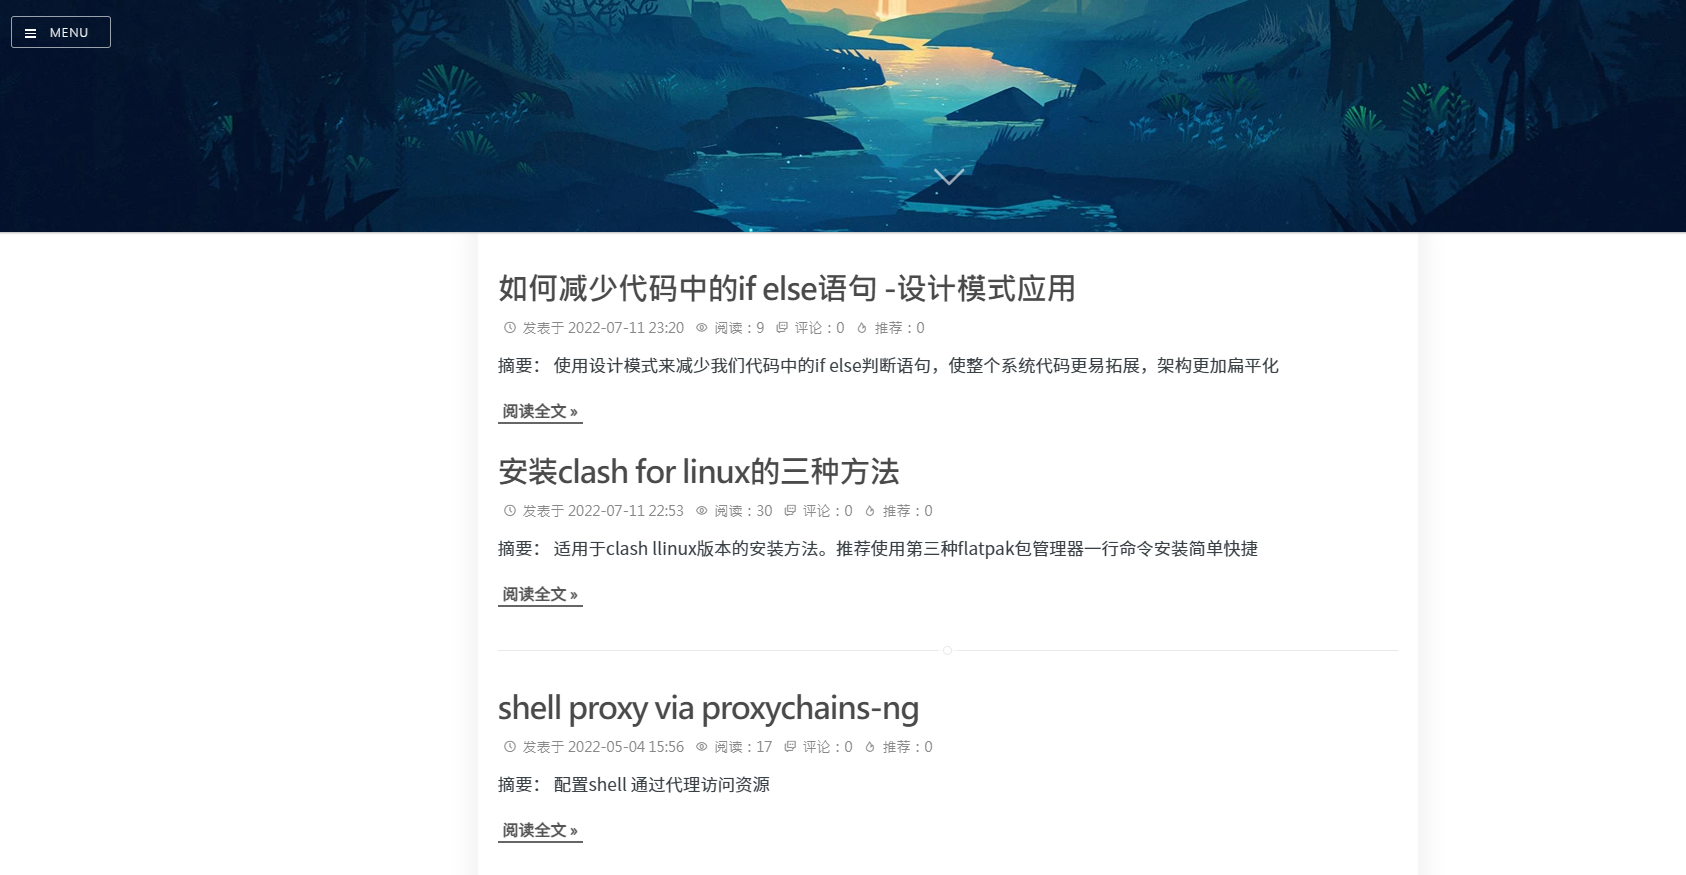 MENU
如何减少代码中的if else语句 -设计模式应用
发表于 2022-07-11 23:20 阅读：9 评论：0 推荐：0
摘要： 使用设计模式来减少我们代码中的if else判断语句，使整个系统代码更易拓展，架构更加扁平化
阅读全文 »
安装clash for linux的三种方法
发表于 2022-07-11 22:53 阅读：30 评论：0 推荐：0
摘要： 适用于clash llinux版本的安装方法。推荐使用第三种flatpak包管理器一行命令安装简单快捷
阅读全文 »
shell proxy via proxychains-ng
发表于 2022-05-04 15:56 阅读：17 评论：0 推荐：0
摘要： 配置shell 通过代理访问资源
阅读全文 »